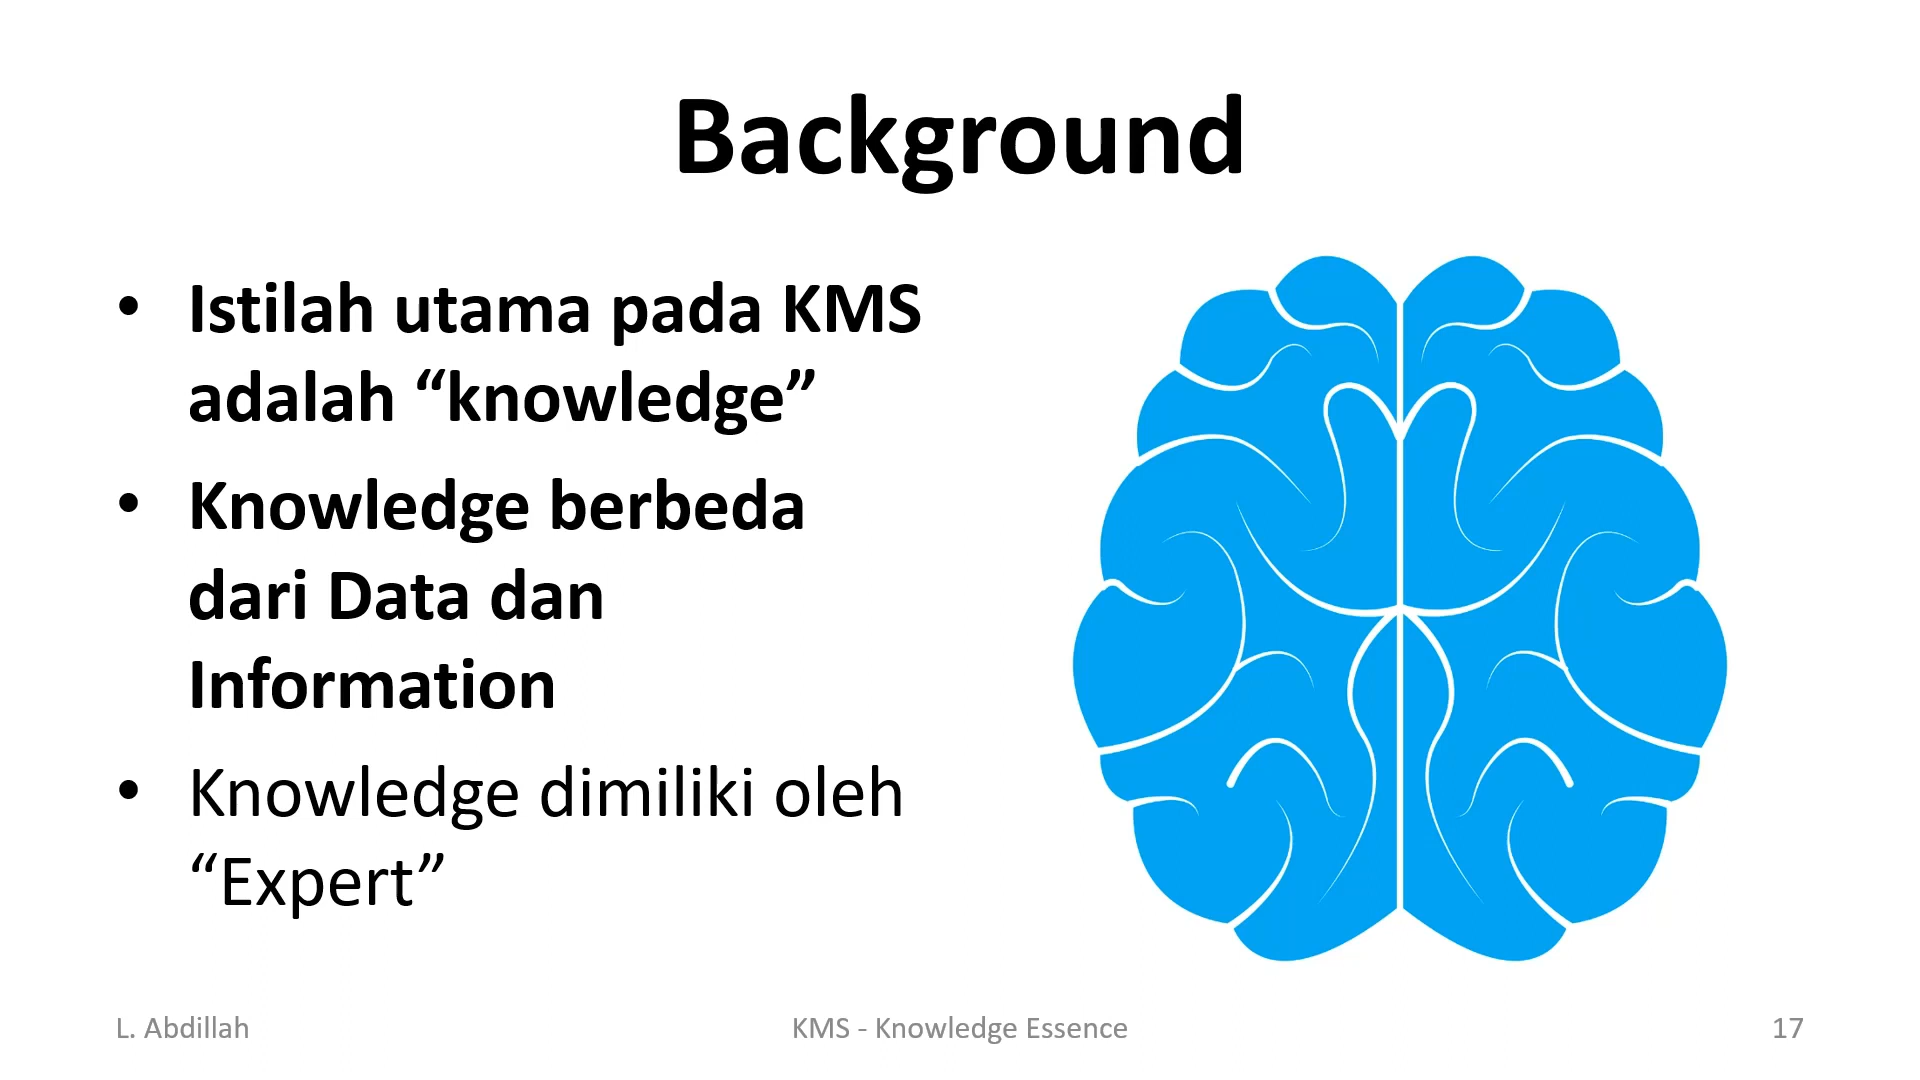 Background
• Istilah utama pada KMS
adalah “knowledge”
• Knowledge berbeda
dari Data dan
Information
• Knowledge dimiliki oleh
“Expert”
L. Abdillah
KMS - Knowledge Essence
17